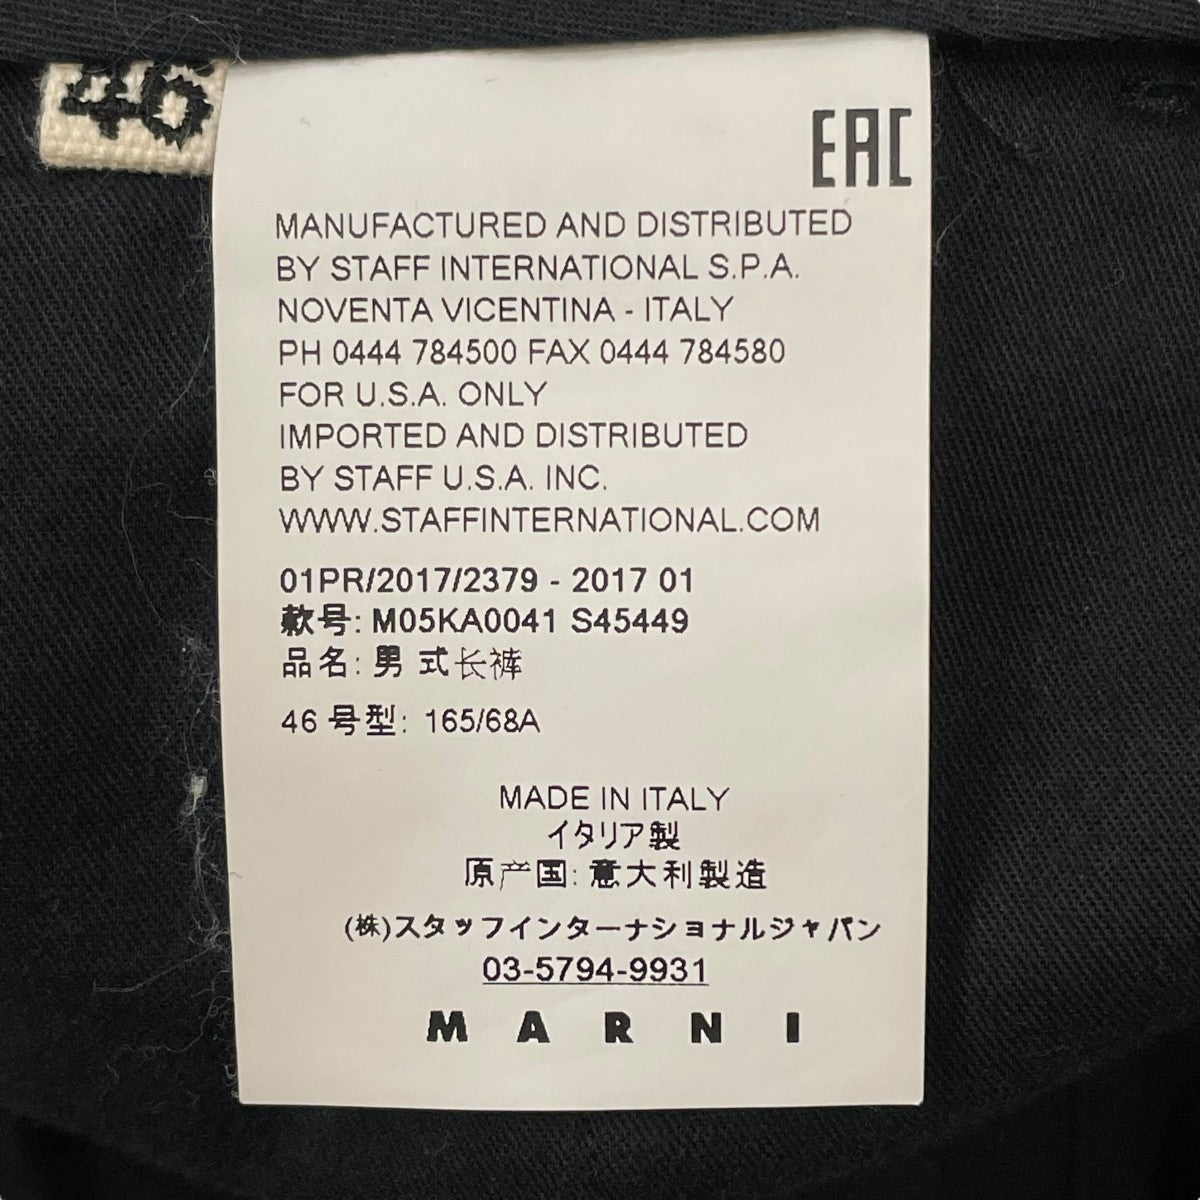 46
EAC
MANUFACTURED AND DISTRIBUTED
BY STAFF INTERNATIONAL S.P.A.
NOVENTA VICENTINA - ITALY
PH 0444 784500 FAX 0444 784580
FOR U.S.A. ONLY
IMPORTED AND DISTRIBUTED
BY STAFF U.S.A. INC.
WWW.STAFFINTERNATIONAL.COM
01PR/2017/2379 - 2017 01
款号: M05KA0041 S45449
品名: 男 式长裤
46 号型: 165/68A
MADE IN ITALY
イタリア製
原产国: 意大利製造
(株)スタッフインターナショナルジャパン
03-5794-9931
MARNI